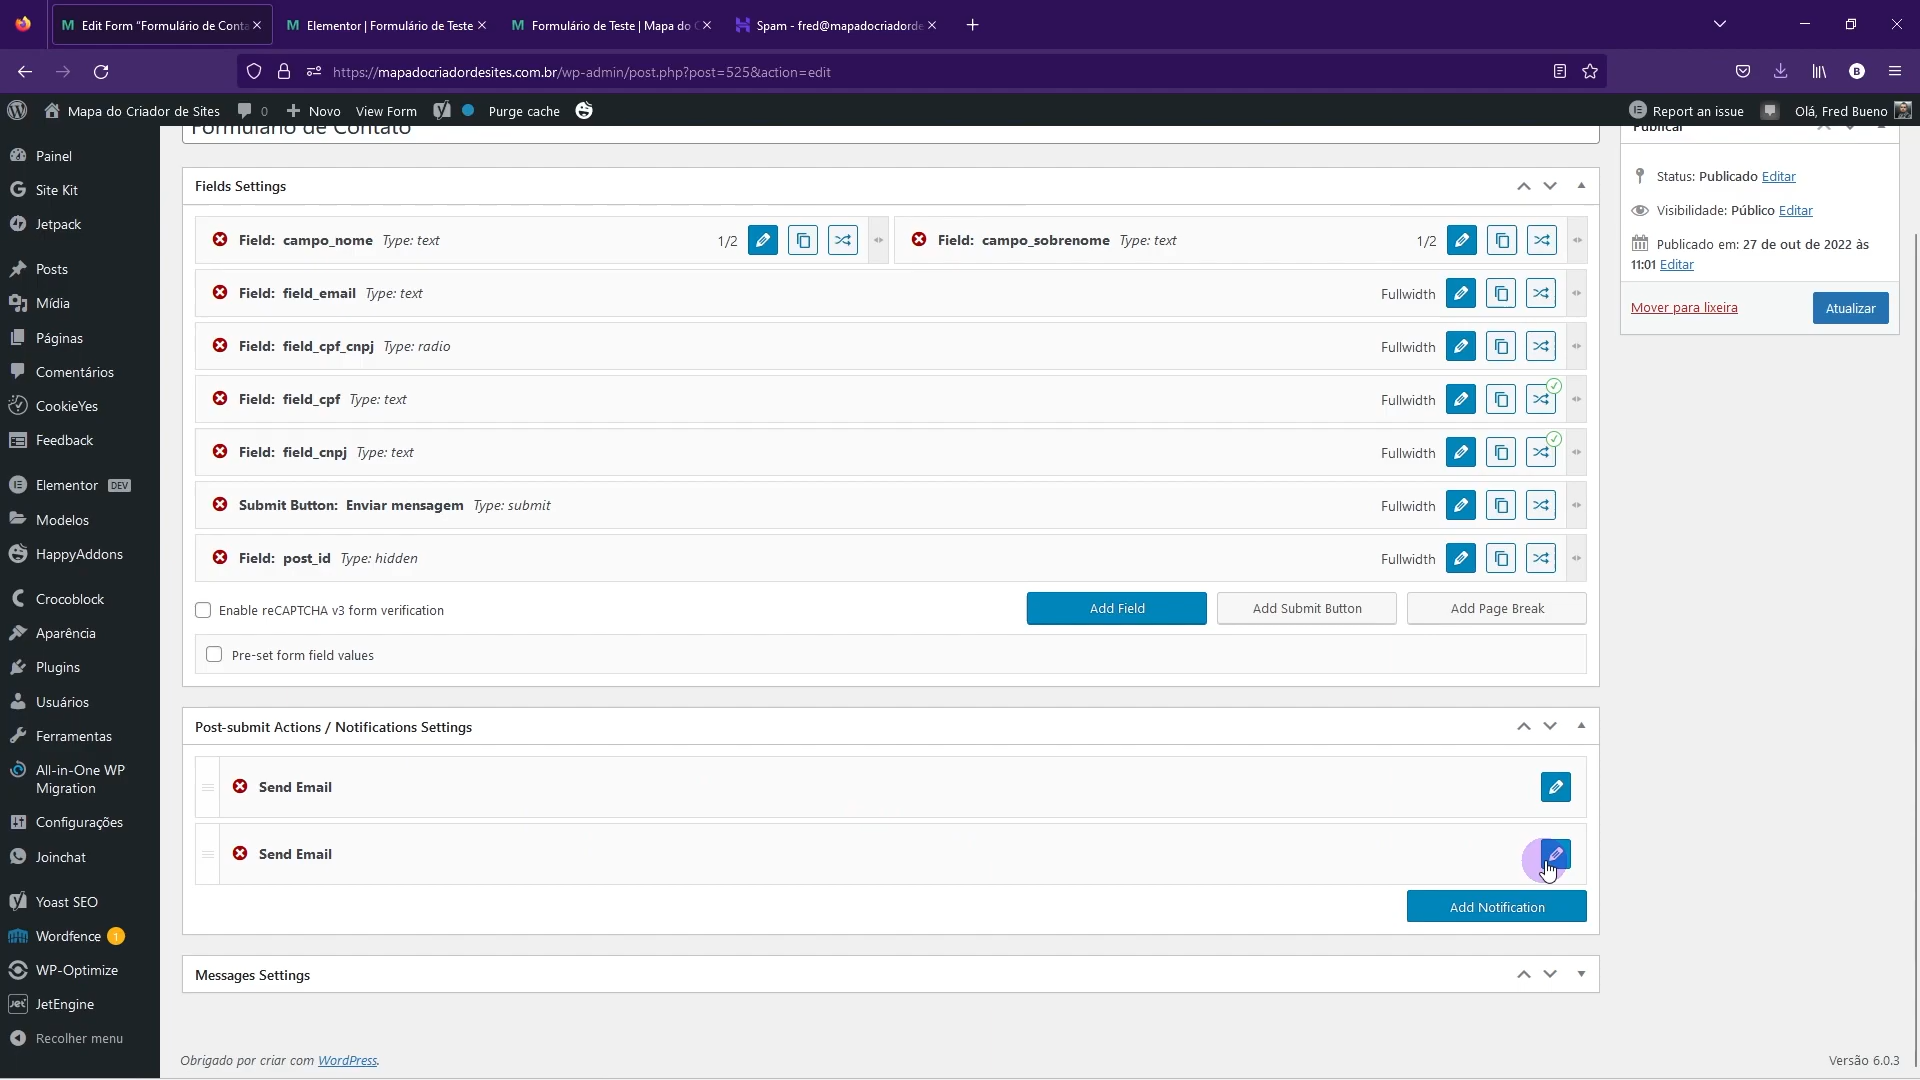 Edit Form “Formulário de Conta
Elementor | Formulário de Teste
Formulário de Teste | Mapa do C
Spam - fred@mapadocriadorde
https://mapadocriadordesites.com.br/wp-admin/post.php?post=525&action=edit
Mapa do Criador de Sites
0
Novo
View Form
Purge cache
Report an issue
Olá, Fred Bueno
Painel
Site Kit
Jetpack
Posts
Mídia
Páginas
Comentários
CookieYes
Feedback
Elementor DEV
Modelos
HappyAddons
Crocoblock
Aparência
Plugins
Usuários
Ferramentas
All-in-One WP
Migration
Configurações
Joinchat
Yoast SEO
Wordfence 1
WP-Optimize
JetEngine
Recolher menu
Formulário de Contato
Fields Settings
Field: campo_nome Type: text 1/2
Field: campo_sobrenome Type: text 1/2
Field: field_email Type: text Fullwidth
Field: field_cpf_cnpj Type: radio Fullwidth
Field: field_cpf Type: text Fullwidth
Field: field_cnpj Type: text Fullwidth
Submit Button: Enviar mensagem Type: submit Fullwidth
Field: post_id Type: hidden Fullwidth
Enable reCAPTCHA v3 form verification
Add Field
Add Submit Button
Add Page Break
Pre-set form field values
Post-submit Actions / Notifications Settings
Send Email
Send Email
Add Notification
Messages Settings
Obrigado por criar com WordPress.
Versão 6.0.3
Publicar
Status: Publicado Editar
Visibilidade: Público Editar
Publicado em: 27 de out de 2022 às
11:01 Editar
Mover para lixeira
Atualizar